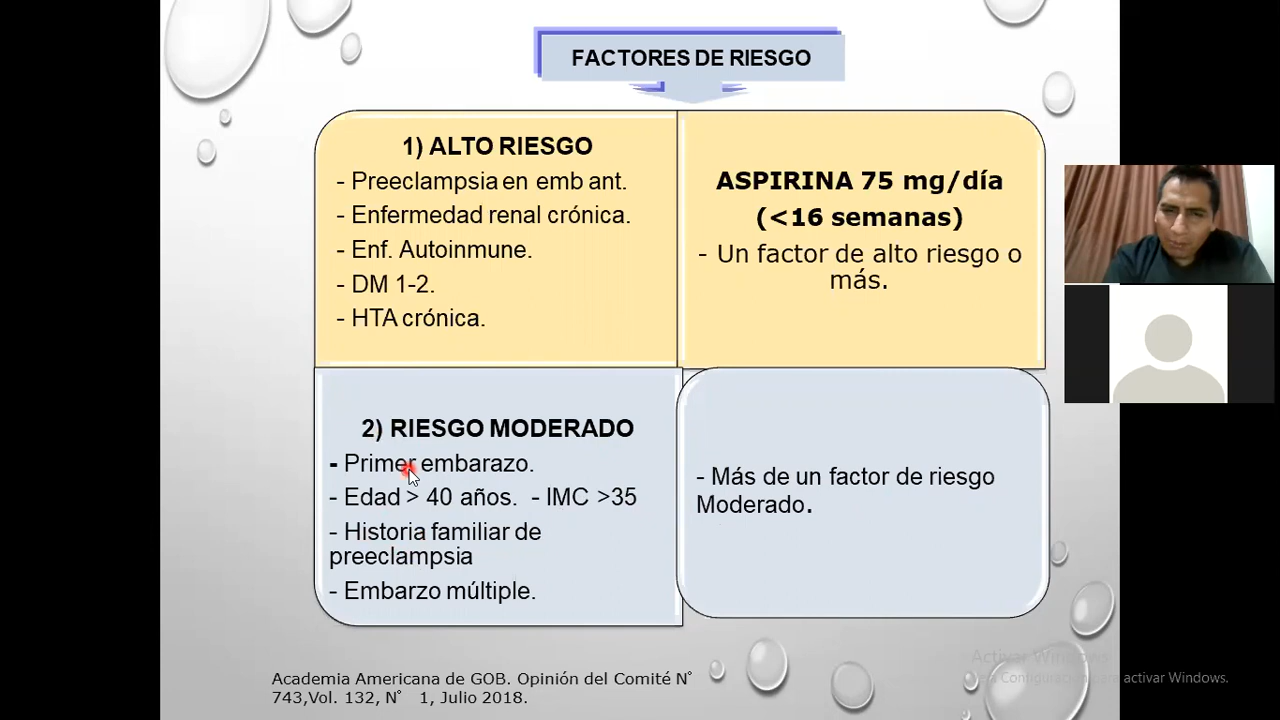 FACTORES DE RIESGO
1) ALTO RIESGO
- Preeclampsia en emb ant.
- Enfermedad renal crónica.
- Enf. Autoinmune.
- DM 1-2.
- HTA crónica.
ASPIRINA 75 mg/día
(<16 semanas)
- Un factor de alto riesgo o
más.
2) RIESGO MODERADO
- Primer embarazo.
- Edad > 40 años. - IMC >35
- Historia familiar de
preeclampsia
- Embarzo múltiple.
- Más de un factor de riesgo
Moderado.
Academia Americana de GOB. Opinión del Comité N°
743,Vol. 132, N° 1, Julio 2018.
Activar Windows
para activar Windows.